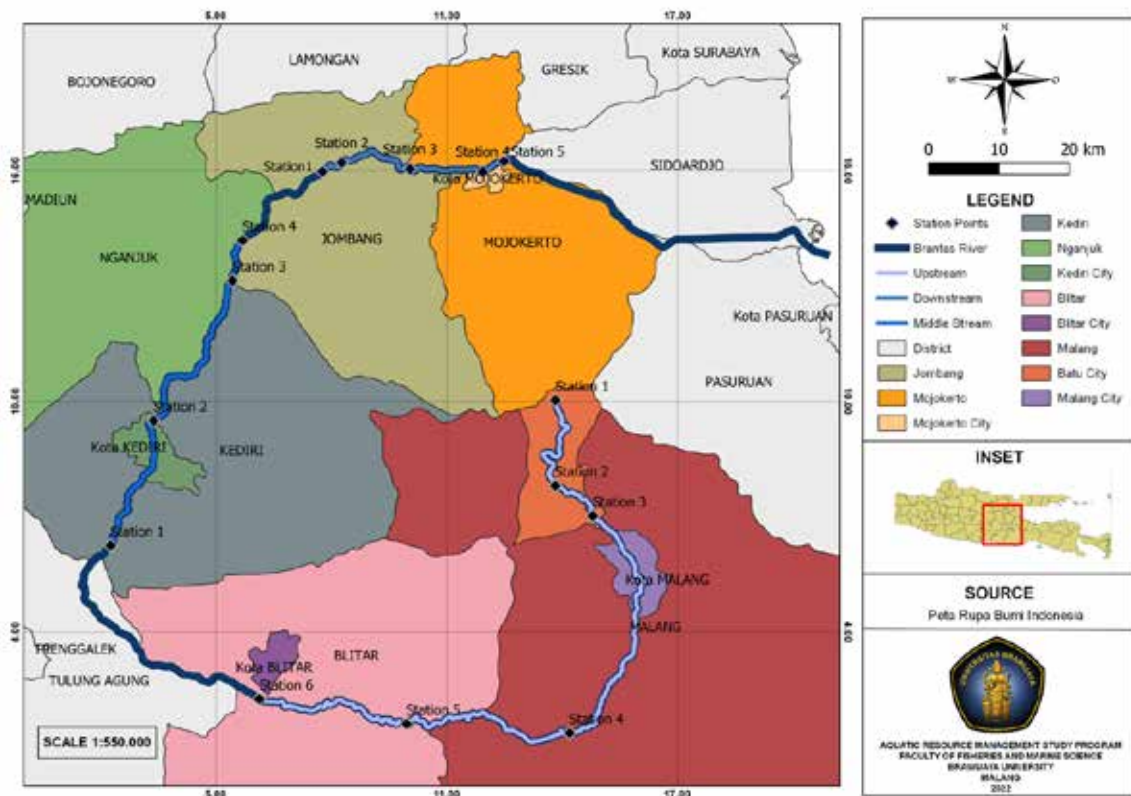 5.00 11.00 17.00
LAMONGAN
Kota SURABAYA
GRESIK
BOJONEGORO
Station 2
Station 3
Station 4
Station 5
16.00
Station1
Kota MOJOKERTO
SIDOARDJO
MADIUN
Station 4
JOMBANG
MOJOKERTO
NGANJUK
Station 3
Kota PASURUAN
PASURUAN
Station 1
10.00
10.00
Station 2
Kota KEDIRI
KEDIRI
Station 2
Station 3
Station 1
Kota MALANG
MALANG
4.00
4.00
TRENGGALEK
BLITAR
Kota BLITAR
TULUNG AGUNG
Station 6
Station 5
Station 4
SCALE 1:550.000
5.00 11.00 17.00
0 10 20 km
LEGEND
Station Points
Brantas River
Upstream
Downstream
Middle Stream
District
Jombang
Mojokerto
Mojokerto City
Kediri
Nganjuk
Kediri City
Blitar
Blitar City
Malang
Batu City
Malang City
INSET
SOURCE
Peta Rupa Bumi Indonesia
UNIVERSITAS BRAWIJAYA
AQUATIC RESOURCE MANAGEMENT STUDY PROGRAM
FACULTY OF FISHERIES AND MARINE SCIENCE
BRAWIJAYA UNIVERSITY
MALANG
2022